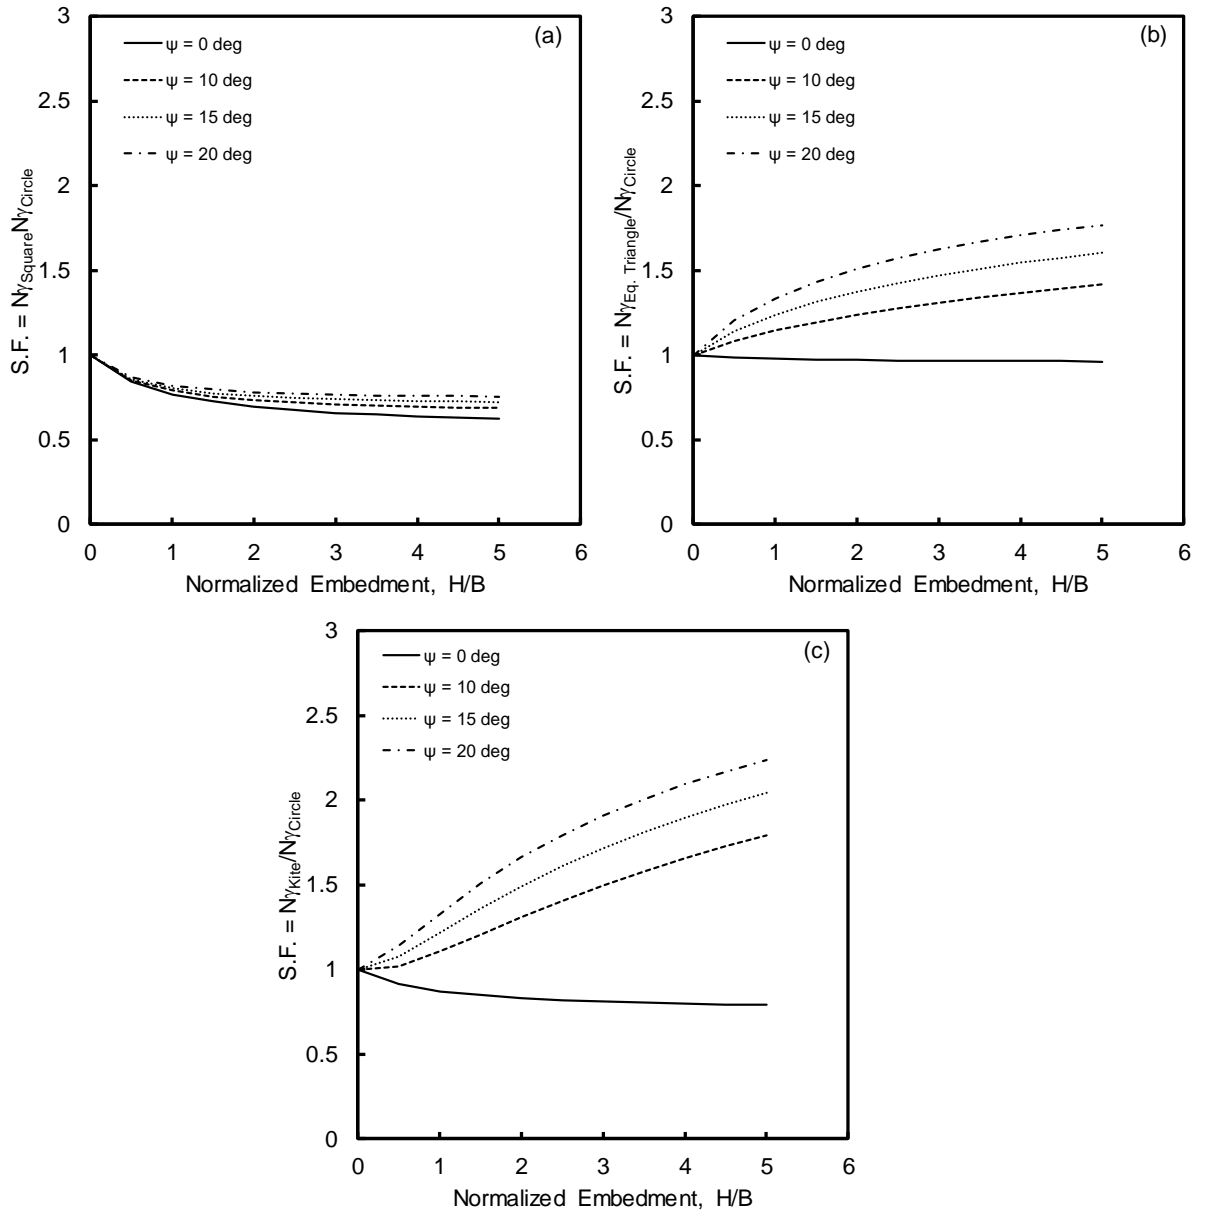 (a)
ψ = 0 deg
ψ = 10 deg
ψ = 15 deg
ψ = 20 deg
3
2.5
2
1.5
1
0.5
0
S.F. = NγSquareNγCircle
0 1 2 3 4 5 6
Normalized Embedment, H/B
(b)
ψ = 0 deg
ψ = 10 deg
ψ = 15 deg
ψ = 20 deg
3
2.5
2
1.5
1
0.5
0
S.F. = NγEq. Triangle/NγCircle
0 1 2 3 4 5 6
Normalized Embedment, H/B
(c)
ψ = 0 deg
ψ = 10 deg
ψ = 15 deg
ψ = 20 deg
3
2.5
2
1.5
1
0.5
0
S.F. = NγKite/NγCircle
0 1 2 3 4 5 6
Normalized Embedment, H/B